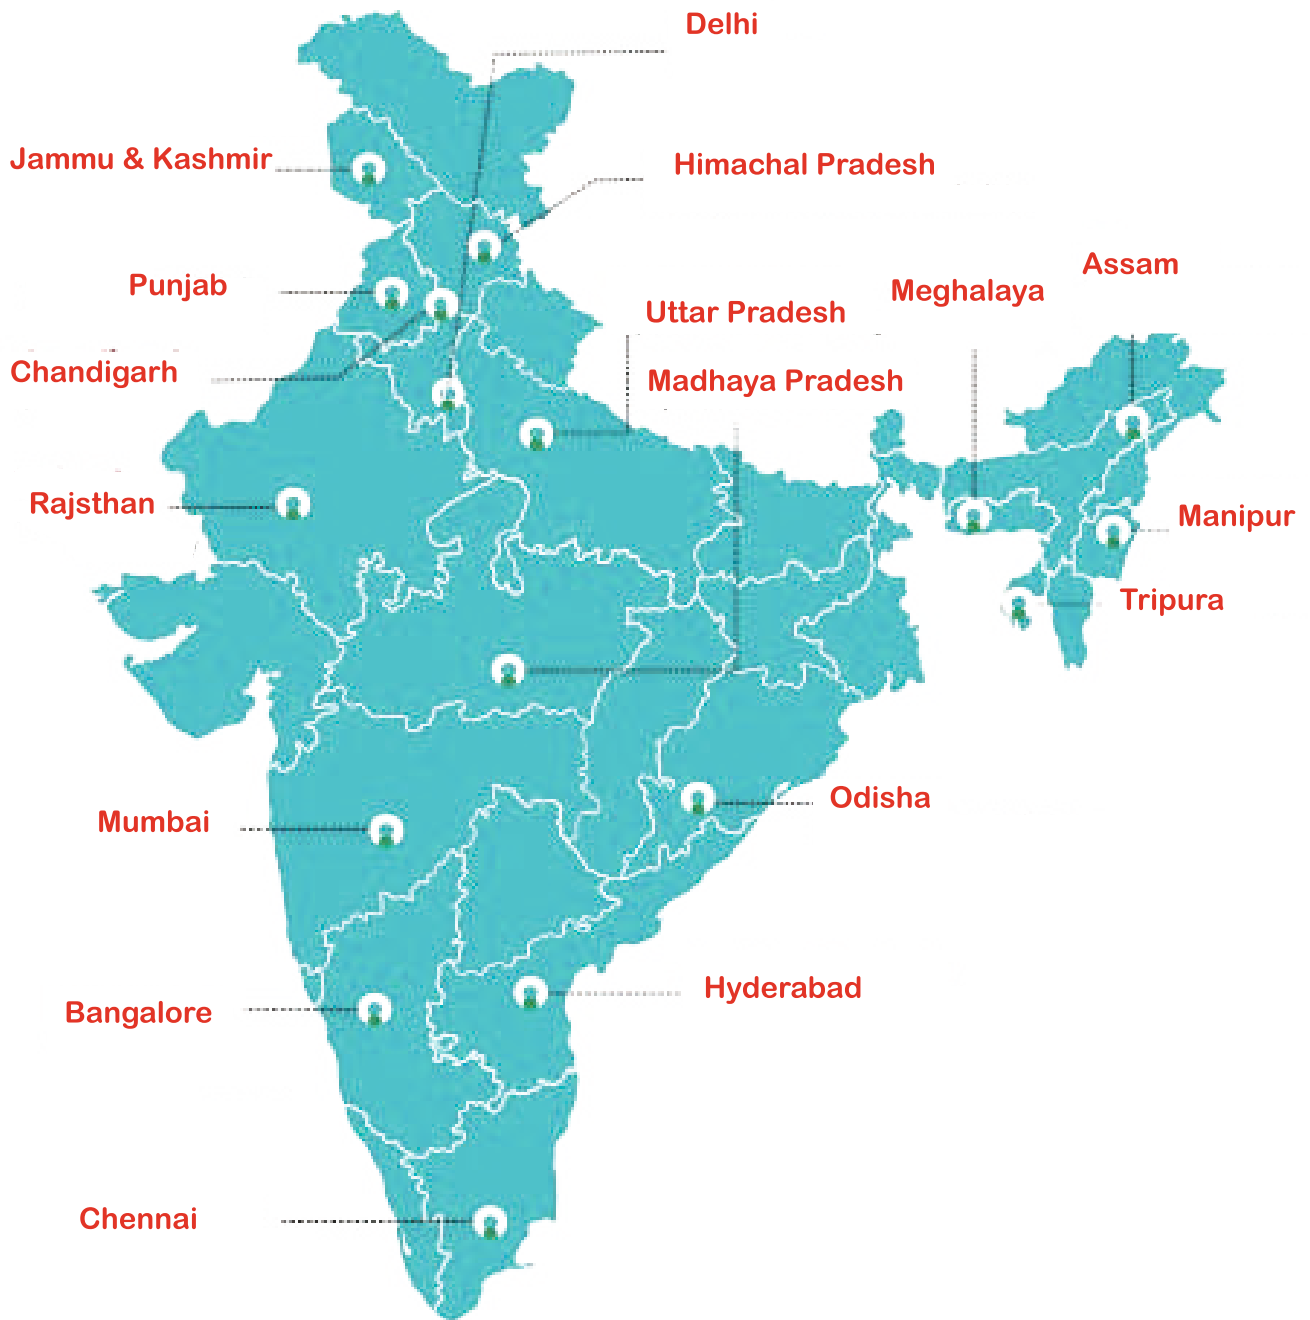 Delhi
Jammu & Kashmir
Himachal Pradesh
Assam
Punjab
Meghalaya
Uttar Pradesh
Chandigarh
Madhaya Pradesh
Rajsthan
Manipur
Tripura
Mumbai
Odisha
Hyderabad
Bangalore
Chennai